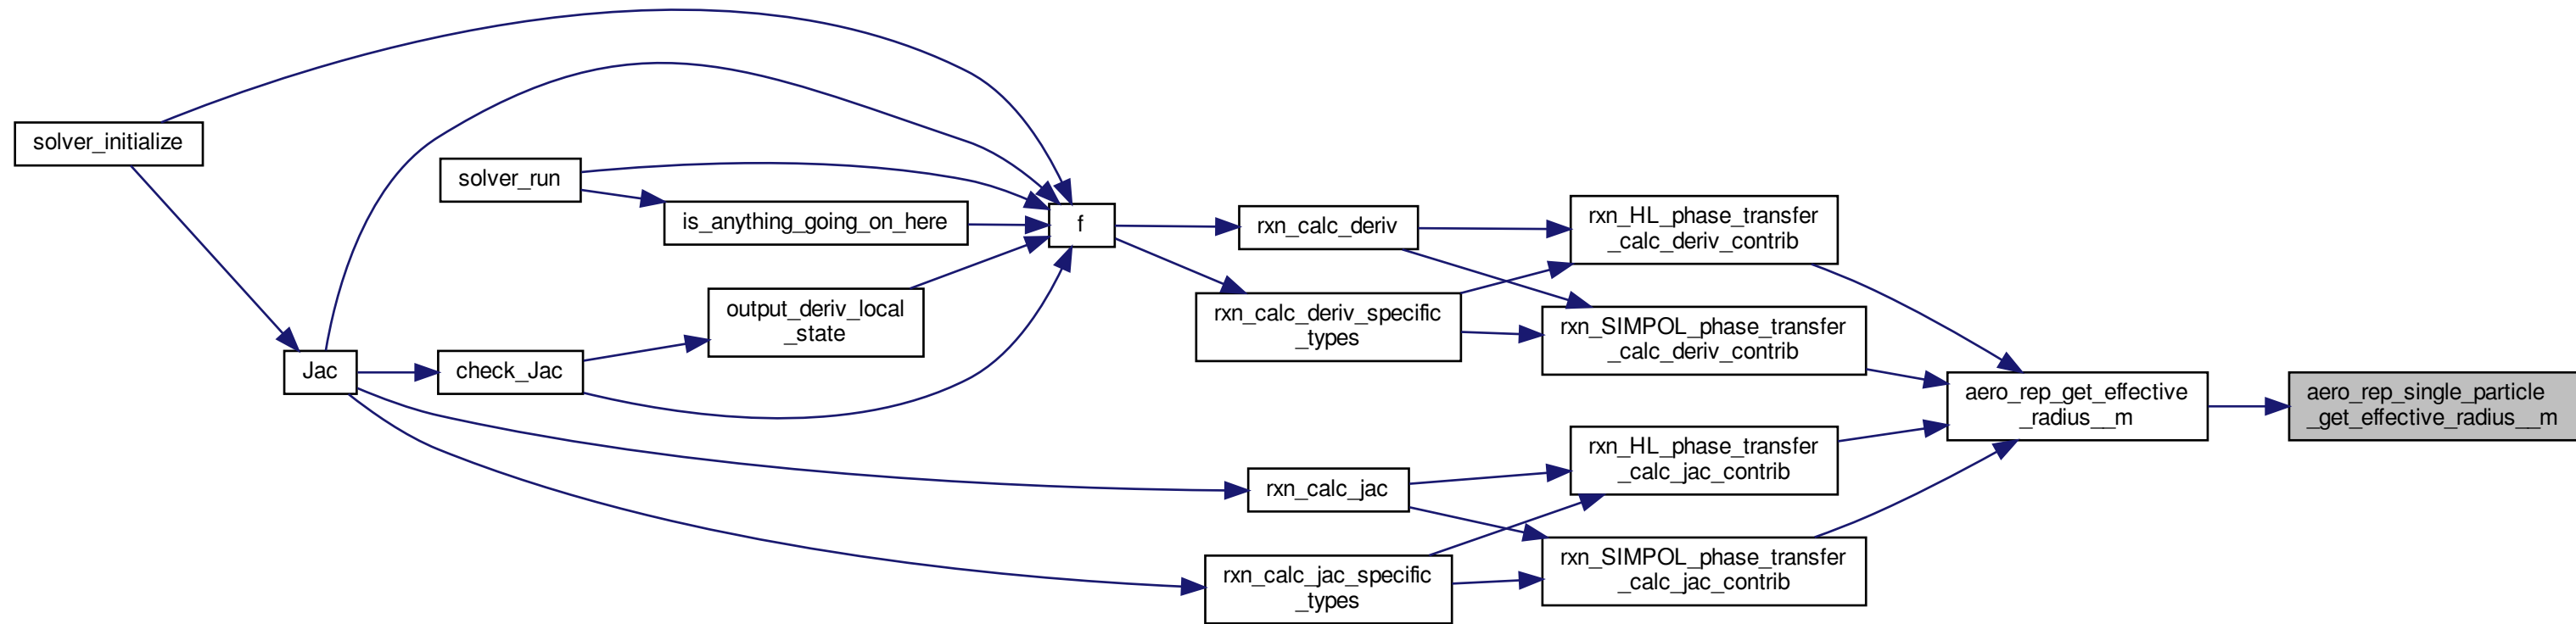 solver_initialize
solver_run
is_anything_going_on_here
output_deriv_local
_state
Jac
check_Jac
f
rxn_calc_deriv
rxn_calc_deriv_specific
_types
rxn_calc_jac
rxn_calc_jac_specific
_types
rxn_HL_phase_transfer
_calc_deriv_contrib
rxn_SIMPOL_phase_transfer
_calc_deriv_contrib
rxn_HL_phase_transfer
_calc_jac_contrib
rxn_SIMPOL_phase_transfer
_calc_jac_contrib
aero_rep_get_effective
_radius__m
aero_rep_single_particle
_get_effective_radius__m